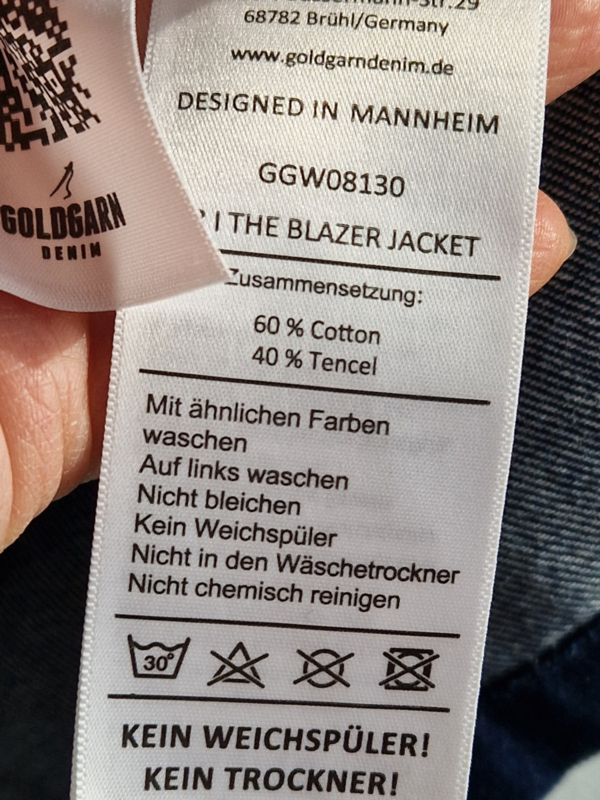 68782 Brühl/Germany
www.goldgarndenim.de
DESIGNED IN MANNHEIM
GGW08130
I THE BLAZER JACKET
Zusammensetzung:
60 % Cotton
40 % Tencel
Mit ähnlichen Farben
waschen
Auf links waschen
Nicht bleichen
Kein Weichspüler
Nicht in den Wäschetrockner
Nicht chemisch reinigen
30°
KEIN WEICHSPÜLER!
KEIN TROCKNER!
GOLDGARN
DENIM